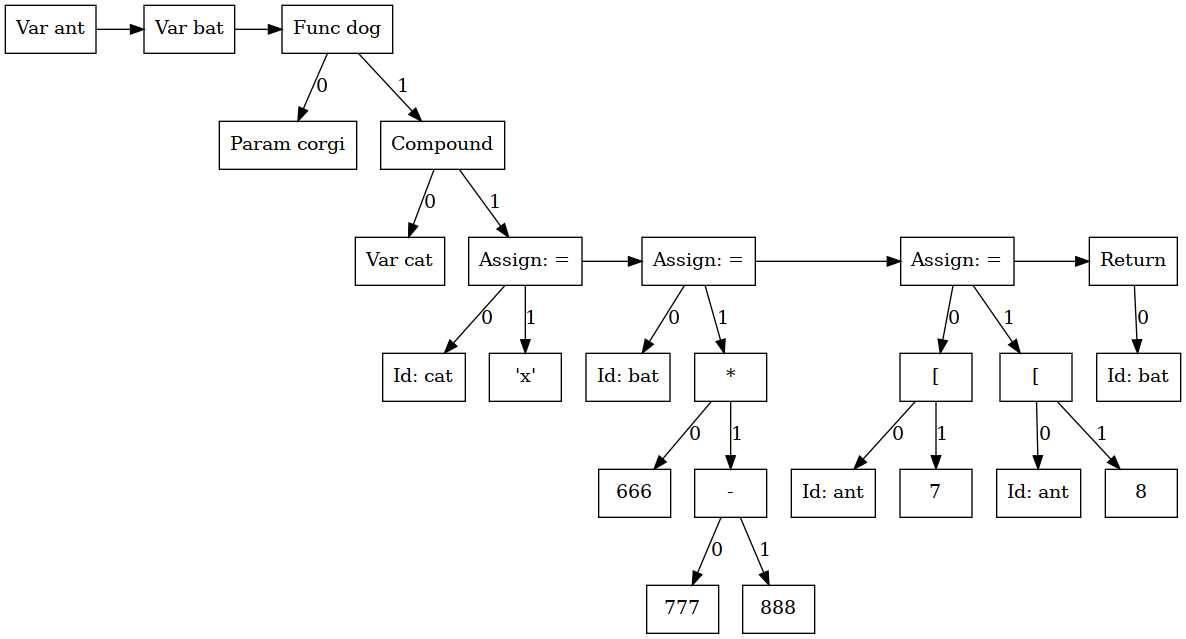 Var ant
Var bat
Func dog
0
1
Param corgi
Compound
0
1
Var cat
Assign: =
Assign: =
Assign: =
Return
0
1
0
1
0
1
0
Id: cat
'x'
Id: bat
*
[
[
Id: bat
0
1
0
1
0
1
666
-
Id: ant
7
Id: ant
8
0
1
777
888